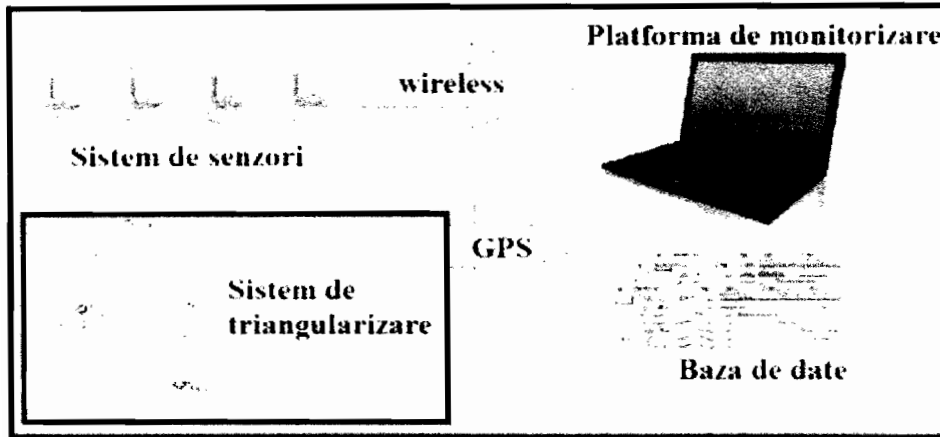 Platforma de monitorizare
wireless
Sistem de senzori
GPS
Sistem de
triangularizare
Baza de date